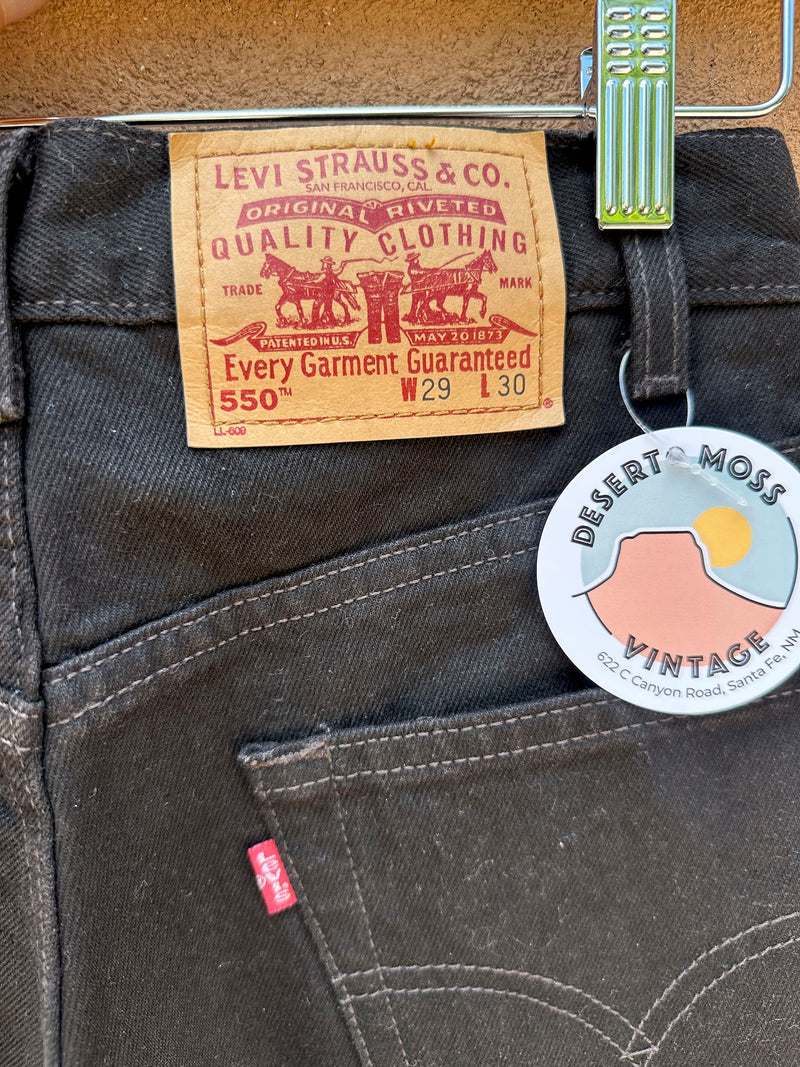 LEVI STRAUSS & CO.
SAN FRANCISCO, CAL.
ORIGINAL RIVETED
QUALITY CLOTHING
TRADE MARK
PATENTED IN U.S. MAY 20 1873
Every Garment Guaranteed
550™ W29 L 30
LL-609
DESERT MOSS
VINTAGE
622 C Canyon Road, Santa Fe, NM
LEVI'S